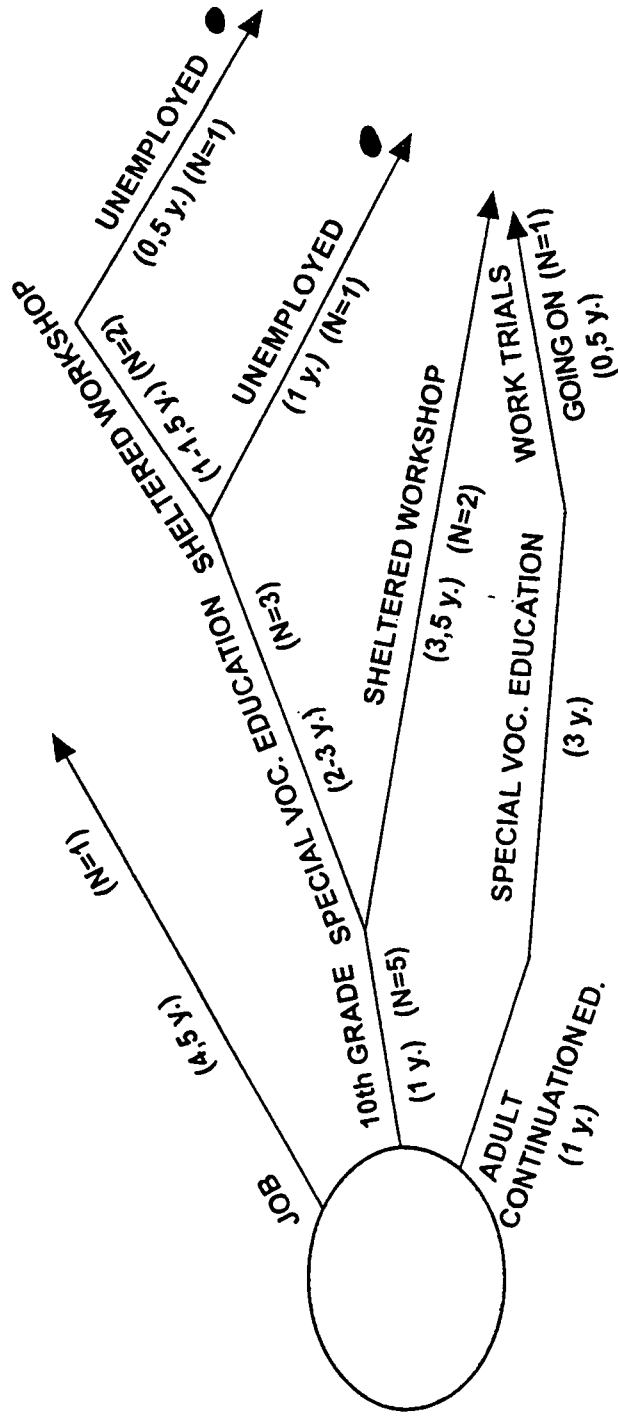 JOB
(4,5 y.)
(N=1)
10th GRADE
(1 y.) (N=5)
SPECIAL VOC. EDUCATION
(2-3 y.)
(N=3)
SHELTERED WORKSHOP
(1-1,5 y.) (N=2)
UNEMPLOYED
(0,5 y.) (N=1)
UNEMPLOYED
(1 y.) (N=1)
SHELTERED WORKSHOP
(3,5 y.) (N=2)
ADULT
CONTINUATIONED.
(1 y.)
SPECIAL VOC. EDUCATION
(3 y.)
WORK TRIALS
GOING ON (N=1)
(0,5 y.)